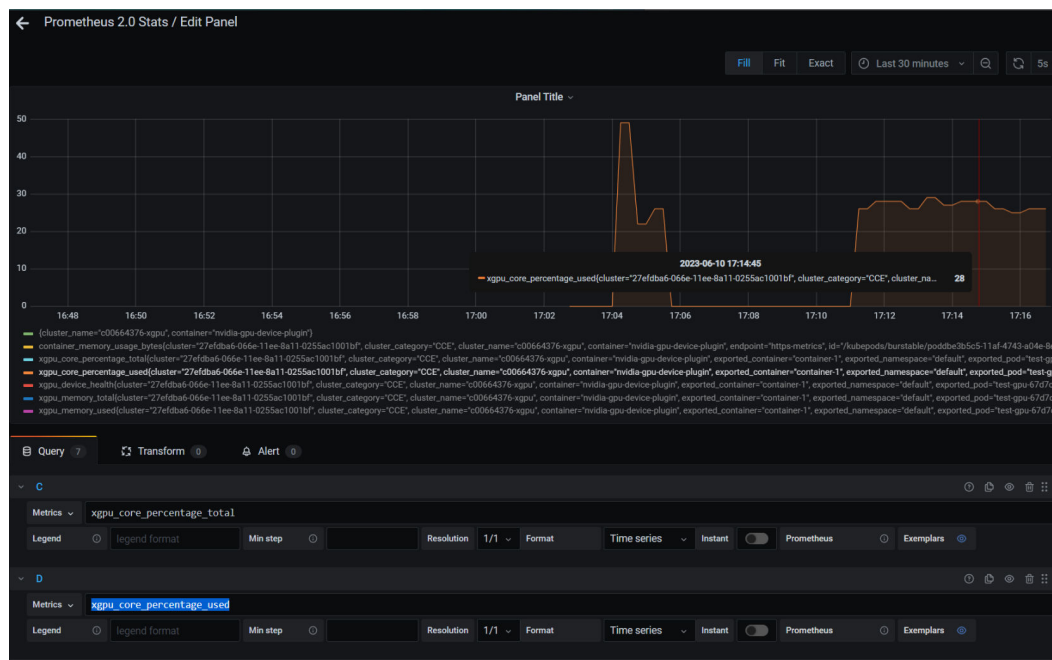 Prometheus 2.0 Stats / Edit Panel
Fill Fit Exact Last 30 minutes 5s
Panel Title
50
40
30
20
10
0
2023-06-10 17:14:45
xgpu_core_percentage_used{cluster="27efdba6-066e-11ee-8a11-0255ac1001bf", cluster_category="CCE", cluster_na... 28
16:48 16:50 16:52 16:54 16:56 16:58 17:00 17:02 17:04 17:06 17:08 17:10 17:12 17:14 17:16
{cluster_name="c00664376-xgpu", container="nvidia-gpu-device-plugin"}
container_memory_usage_bytes{cluster="27efdba6-066e-11ee-8a11-0255ac1001bf", cluster_category="CCE", cluster_name="c00664376-xgpu", container="nvidia-gpu-device-plugin", endpoint="https-metrics", id="/kubepods/burstable/poddbe3b5c5-11af-4743-a04e-8
xgpu_core_percentage_total{cluster="27efdba6-066e-11ee-8a11-0255ac1001bf", cluster_category="CCE", cluster_name="c00664376-xgpu", container="nvidia-gpu-device-plugin", exported_container="container-1", exported_namespace="default", exported_pod="test-gp
xgpu_core_percentage_used{cluster="27efdba6-066e-11ee-8a11-0255ac1001bf", cluster_category="CCE", cluster_name="c00664376-xgpu", container="nvidia-gpu-device-plugin", exported_container="container-1", exported_namespace="default", exported_pod="test-g
xgpu_device_health{cluster="27efdba6-066e-11ee-8a11-0255ac1001bf", cluster_category="CCE", cluster_name="c00664376-xgpu", container="nvidia-gpu-device-plugin", exported_container="container-1", exported_namespace="default", exported_pod="test-gpu-67d7c
xgpu_memory_total{cluster="27efdba6-066e-11ee-8a11-0255ac1001bf", cluster_category="CCE", cluster_name="c00664376-xgpu", container="nvidia-gpu-device-plugin", exported_container="container-1", exported_namespace="default", exported_pod="test-gpu-67d7c
xgpu_memory_used{cluster="27efdba6-066e-11ee-8a11-0255ac1001bf", cluster_category="CCE", cluster_name="c00664376-xgpu", container="nvidia-gpu-device-plugin", exported_container="container-1", exported_namespace="default", exported_pod="test-gpu-67d7c
Query 7 Transform 0 Alert 0
C
Metrics xgpu_core_percentage_total
Legend legend format Min step Resolution 1/1 Format Time series Instant Prometheus Exemplars
D
Metrics xgpu_core_percentage_used
Legend legend format Min step Resolution 1/1 Format Time series Instant Prometheus Exemplars